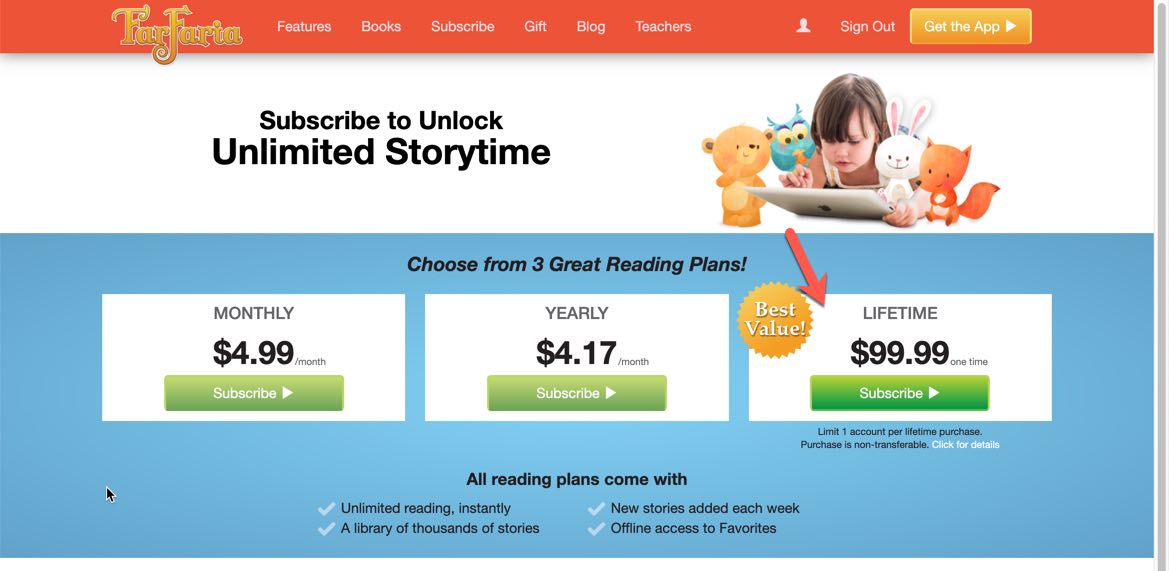 FarFaria
Features Books Subscribe Gift Blog Teachers Sign Out Get the App
Subscribe to Unlock
Unlimited Storytime
Choose from 3 Great Reading Plans!
MONTHLY
$4.99/month
Subscribe
YEARLY
$4.17/month
Subscribe
Best
Value!
LIFETIME
$99.99 one time
Subscribe
Limit 1 account per lifetime purchase.
Purchase is non-transferable. Click for details
All reading plans come with
Unlimited reading, instantly
A library of thousands of stories
New stories added each week
Offline access to Favorites